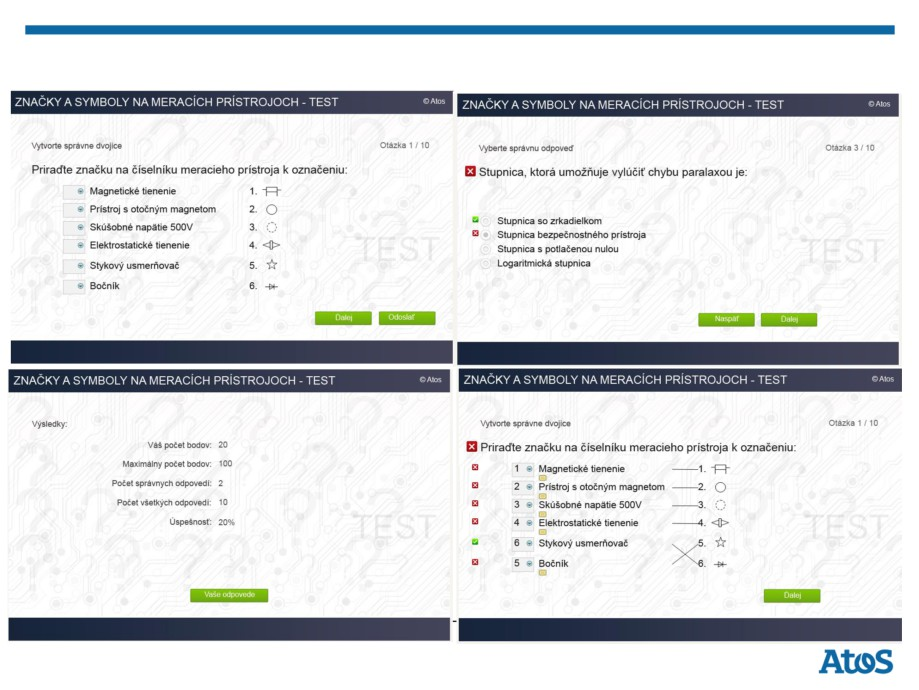 ZNAČKY A SYMBOLY NA MERACÍCH PRÍSTROJOCH - TEST © Atos
Vytvorte správne dvojice Otázka 1 / 10
Priraďte značku na číselníku meracieho prístroja k označeniu:
Magnetické tienenie 1.
Prístroj s otočným magnetom 2.
Skúšobné napätie 500V 3.
Elektrostatické tienenie 4.
Stykový usmerňovač 5.
Bočník 6.
TEST
Ďalej Odoslať
ZNAČKY A SYMBOLY NA MERACÍCH PRÍSTROJOCH - TEST © Atos
Vyberte správnu odpoveď Otázka 3 / 10
Stupnica, ktorá umožňuje vylúčiť chybu paralaxou je:
Stupnica so zrkadielkom
Stupnica bezpečnostného prístroja
Stupnica s potlačenou nulou
Logaritmická stupnica
TEST
Naspäť Ďalej
ZNAČKY A SYMBOLY NA MERACÍCH PRÍSTROJOCH - TEST © Atos
Výsledky:
Váš počet bodov: 20
Maximálny počet bodov: 100
Počet správnych odpovedí: 2
Počet všetkých odpovedí: 10
Úspešnosť: 20%
TEST
Vaše odpovede
ZNAČKY A SYMBOLY NA MERACÍCH PRÍSTROJOCH - TEST © Atos
Vytvorte správne dvojice Otázka 1 / 10
Priraďte značku na číselníku meracieho prístroja k označeniu:
1 Magnetické tienenie 1.
2 Prístroj s otočným magnetom 2.
3 Skúšobné napätie 500V 3.
4 Elektrostatické tienenie 4.
6 Stykový usmerňovač 5.
5 Bočník 6.
TEST
Ďalej
-
Atos